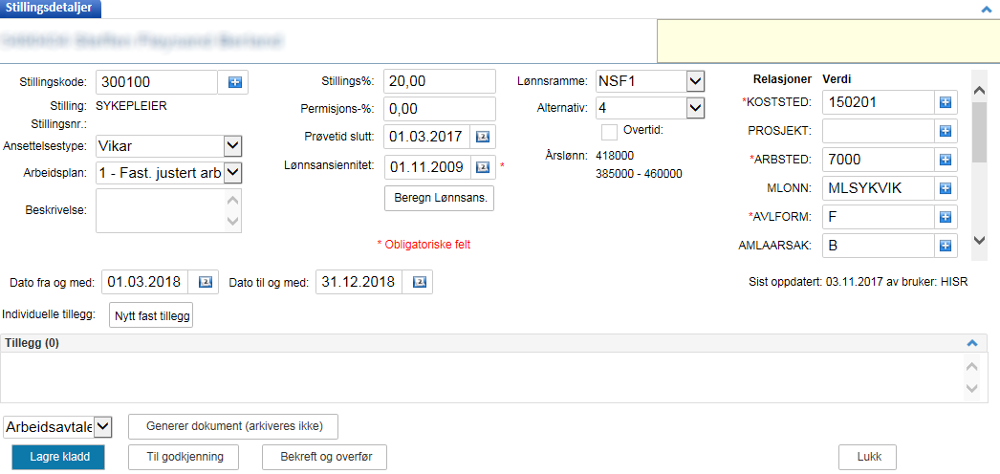 Stillingsdetaljer
Stillingskode: 300100
Stilling: SYKEPLEIER
Stillingsnr.:
Ansettelsestype: Vikar
Arbeidsplan: 1 - Fast. justert arb
Beskrivelse:
Stillings%: 20,00
Permisjons-%: 0,00
Prøvetid slutt: 01.03.2017
Lønnsansiennitet: 01.11.2009 *
Beregn Lønnsans.
* Obligatoriske felt
Lønnsramme: NSF1
Alternativ: 4
Overtid:
Årslønn: 418000
385000 - 460000
Relasjoner Verdi
*KOSTSTED: 150201
PROSJEKT:
*ARBSTED: 7000
MLONN: MLSYKVIK
*AVLFORM: F
AMLAARSAK: B
Dato fra og med: 01.03.2018 Dato til og med: 31.12.2018
Sist oppdatert: 03.11.2017 av bruker: HISR
Individuelle tillegg: Nytt fast tillegg
Tillegg (0)
Arbeidsavtale Generer dokument (arkiveres ikke)
Lagre kladd Til godkjenning Bekreft og overfør Lukk